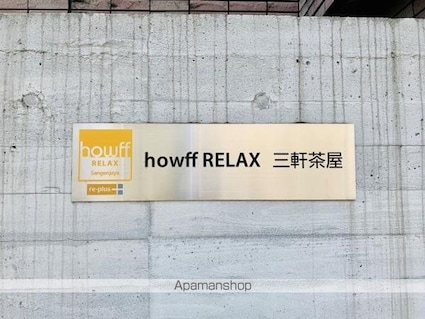 howff
RELAX
Sangenjaya
re-plus
howff RELAX 三軒茶屋
Apamanshop